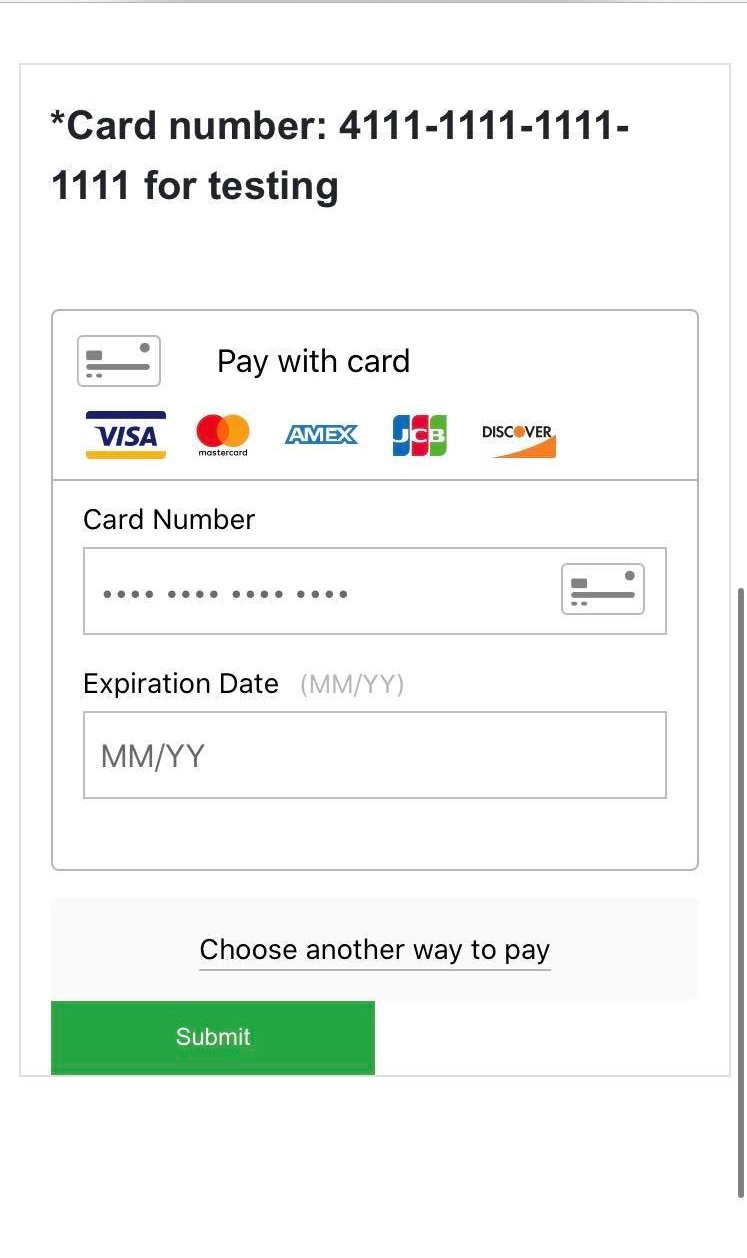 *Card number: 4111-1111-1111-
1111 for testing
Pay with card
VISA mastercard AMEX JCB DISCOVER
Card Number
•••• •••• •••• ••••
Expiration Date (MM/YY)
MM/YY
Choose another way to pay
Submit